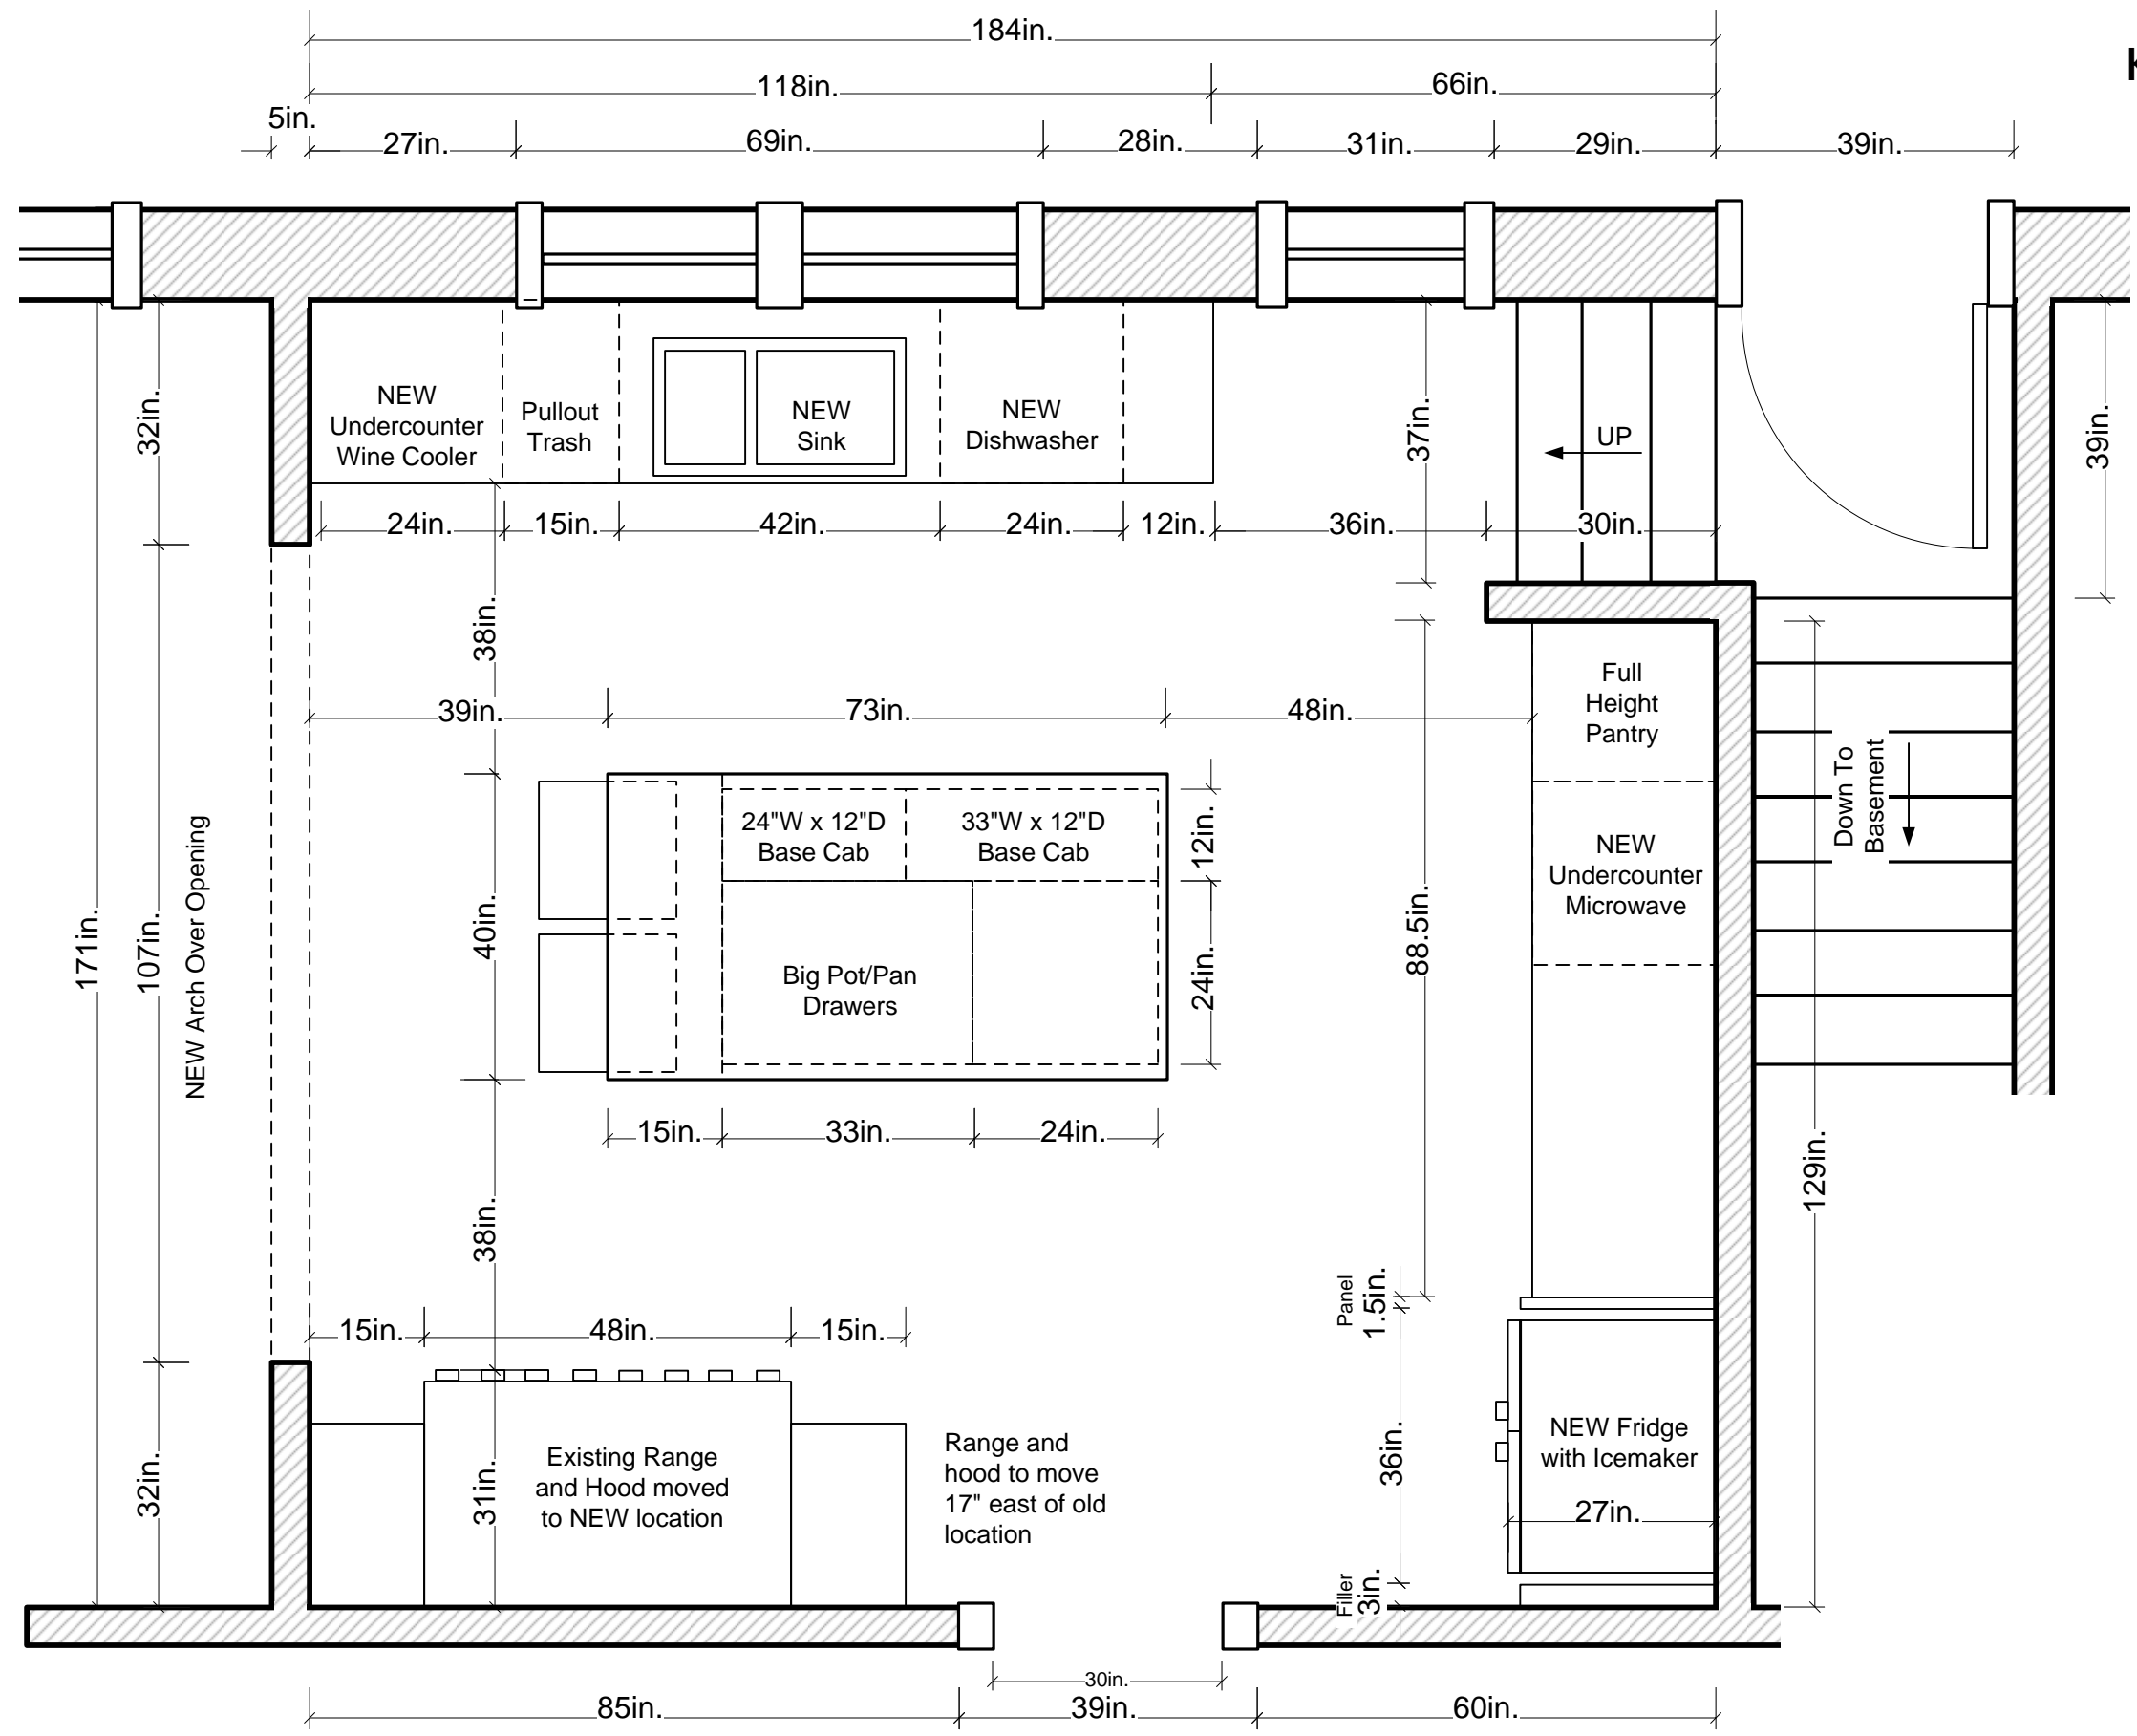 184in.
K
118in.
66in.
5in.
27in.
69in.
28in.
31in.
29in.
39in.
NEW
Undercounter
Wine Cooler
Pullout
Trash
NEW
Sink
NEW
Dishwasher
UP
32in.
37in.
39in.
24in.
15in.
42in.
24in.
12in.
36in.
30in.
38in.
39in.
73in.
48in.
Full
Height
Pantry
Down To
Basement
24"W x 12"D
Base Cab
33"W x 12"D
Base Cab
12in.
NEW
Undercounter
Microwave
171in.
107in.
NEW Arch Over Opening
40in.
Big Pot/Pan
Drawers
24in.
88.5in.
15in.
33in.
24in.
129in.
38in.
Panel
1.5in.
15in.
48in.
15in.
32in.
31in.
Existing Range
and Hood moved
to NEW location
Range and
hood to move
17" east of old
location
36in.
NEW Fridge
with Icemaker
27in.
Filler
3in.
30in.
85in.
39in.
60in.